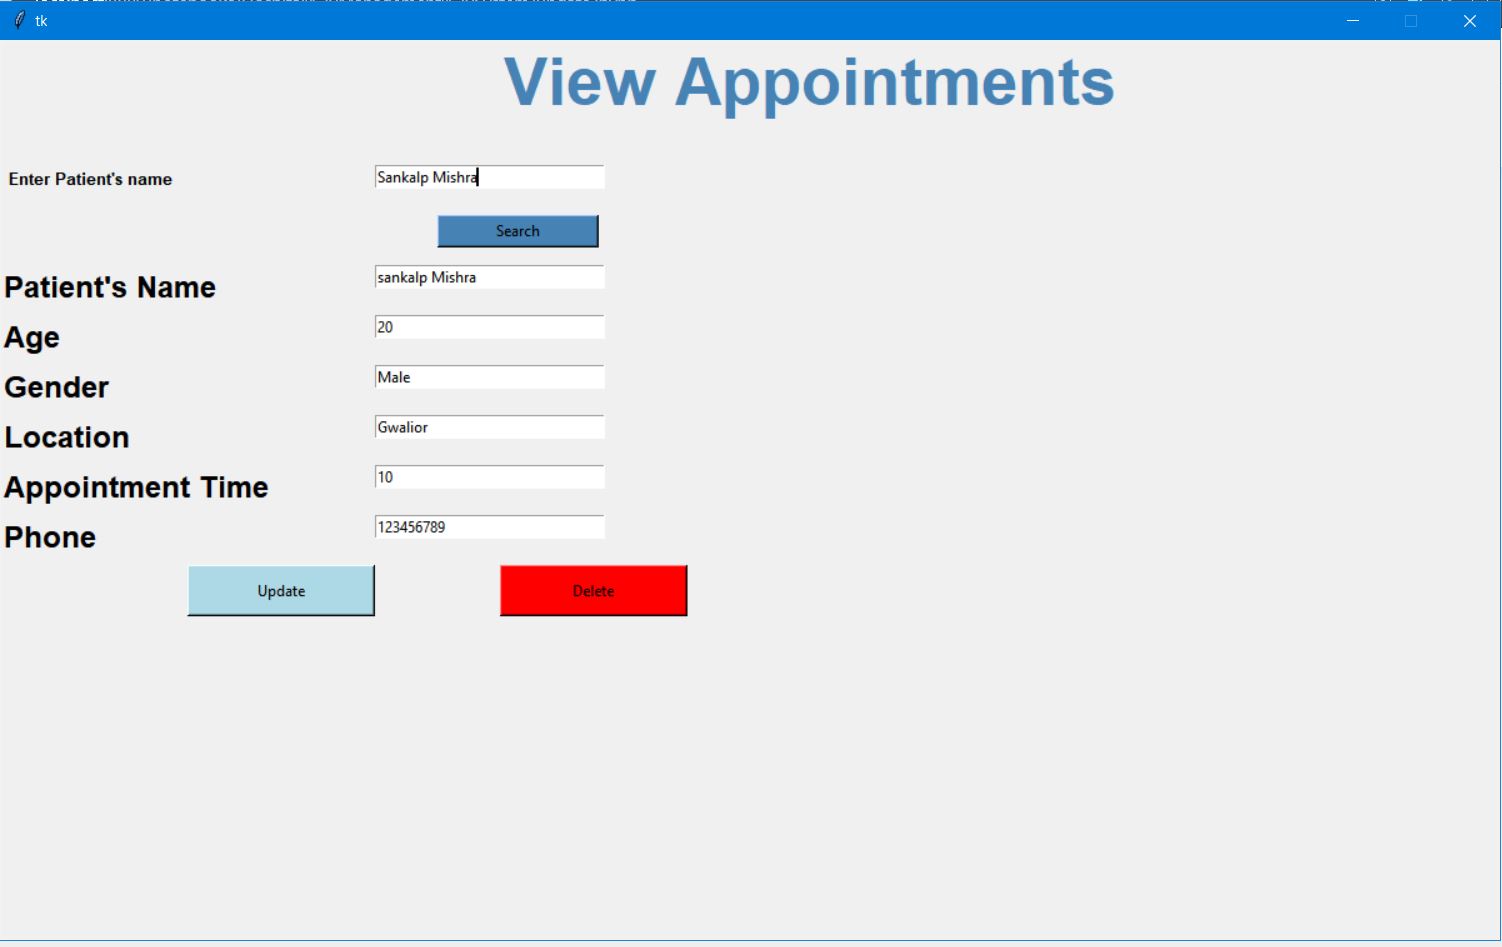 tk
View Appointments
Enter Patient's name Sankalp Mishra
Search
Patient's Name sankalp Mishra
Age 20
Gender Male
Location Gwalior
Appointment Time 10
Phone 123456789
Update Delete